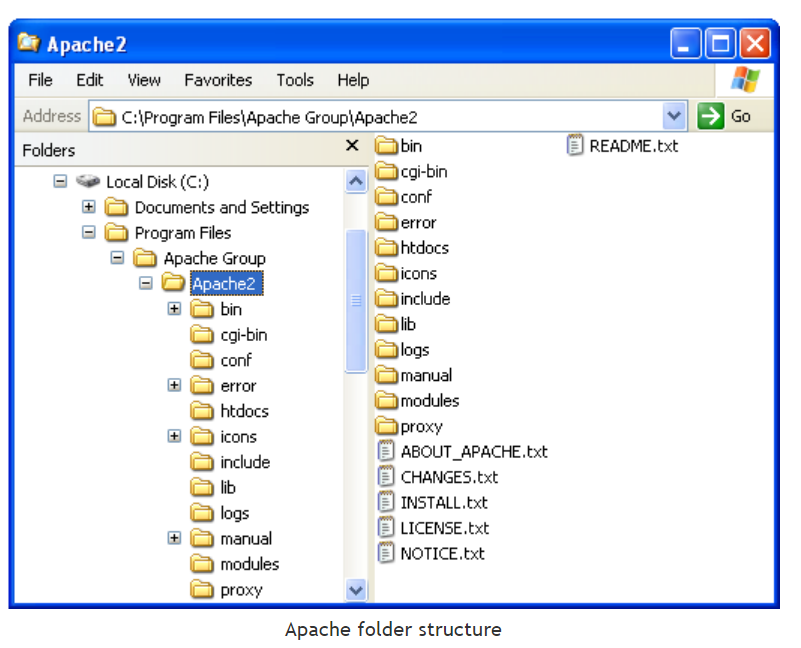 Apache2
File Edit View Favorites Tools Help
Address C:\Program Files\Apache Group\Apache2 Go
Folders
Local Disk (C:)
Documents and Settings
Program Files
Apache Group
Apache2
bin
cgi-bin
conf
error
htdocs
icons
include
lib
logs
manual
modules
proxy
bin
cgi-bin
conf
error
htdocs
icons
include
lib
logs
manual
modules
proxy
ABOUT_APACHE.txt
CHANGES.txt
INSTALL.txt
LICENSE.txt
NOTICE.txt
README.txt
Apache folder structure